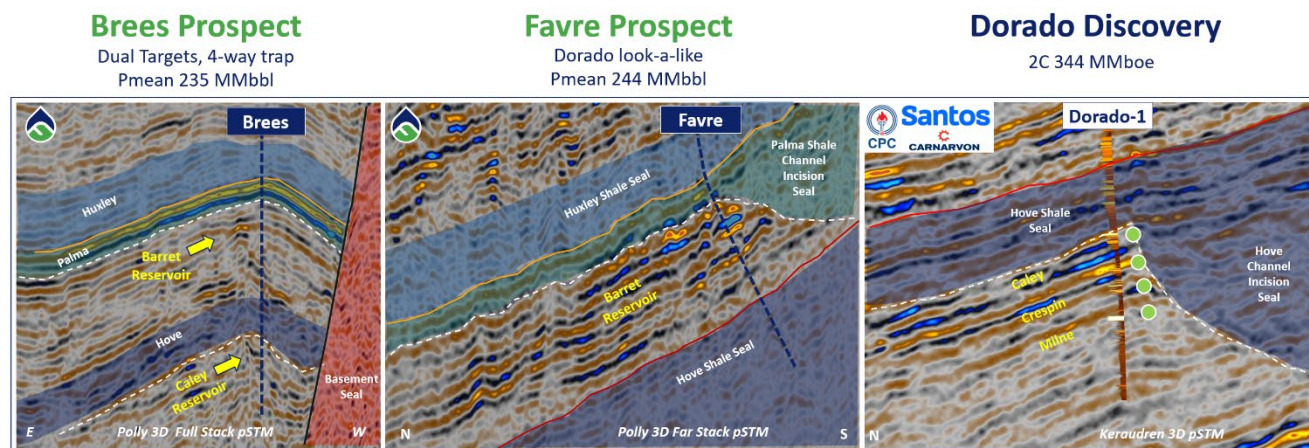 Brees Prospect
Dual Targets, 4-way trap
Pmean 235 MMbbl
Favre Prospect
Dorado look-a-like
Pmean 244 MMbbl
Dorado Discovery
2C 344 MMboe
Brees
Huxley
Palma
Barret
Reservoir
Hove
Caley
Reservoir
Basement
Seal
E
Polly 3D Full Stack pSTM
W
Favre
Palma Shale
Channel
Incision
Seal
Huxley Shale Seal
Barret
Reservoir
Hove Shale Seal
N
Polly 3D Far Stack pSTM
S
CPC
Santos
CARNARVON
Dorado-1
Hove Shale
Seal
Hove
Channel
Incision
Seal
Caley
Crespin
Milne
N
Keraudren 3D pSTM